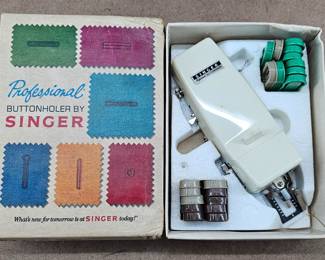 Professional
BUTTONHOLER BY
SINGER
What's new for tomorrow is at SINGER today!
SINGER